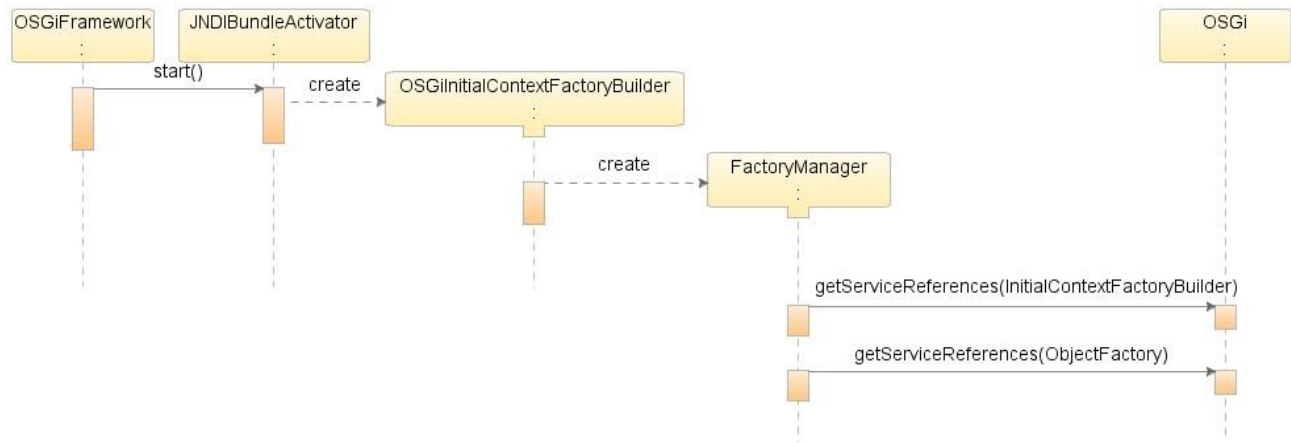 OSGiFramework
:
JNDIBundleActivator
:
OSGi
:
start()
create
OSGiInitialContextFactoryBuilder
:
create
FactoryManager
:
getServiceReferences(InitialContextFactoryBuilder)
getServiceReferences(ObjectFactory)